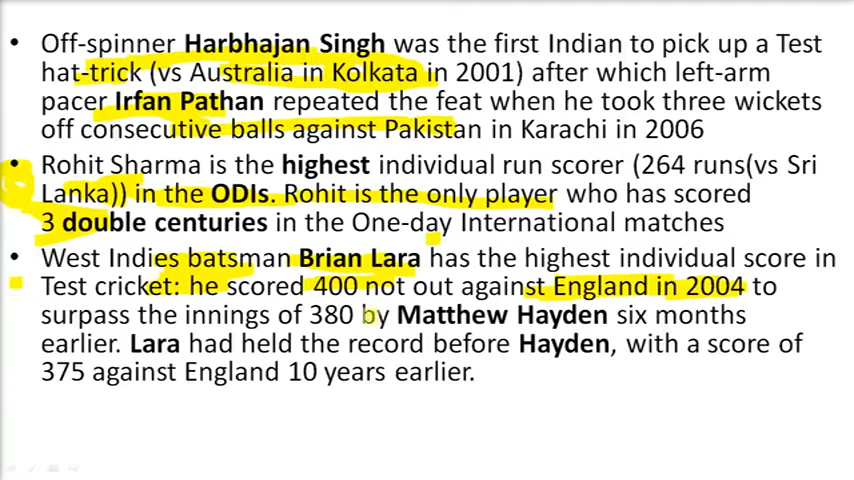 • Off-spinner Harbhajan Singh was the first Indian to pick up a Test
hat-trick (vs Australia in Kolkata in 2001) after which left-arm
pacer Irfan Pathan repeated the feat when he took three wickets
off consecutive balls against Pakistan in Karachi in 2006
• Rohit Sharma is the highest individual run scorer (264 runs(vs Sri
Lanka)) in the ODIs. Rohit is the only player who has scored
3 double centuries in the One-day International matches
• West Indies batsman Brian Lara has the highest individual score in
Test cricket: he scored 400 not out against England in 2004 to
surpass the innings of 380 by Matthew Hayden six months
earlier. Lara had held the record before Hayden, with a score of
375 against England 10 years earlier.